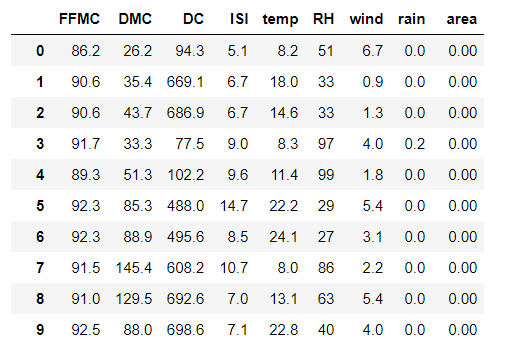 FFMC DMC DC ISI temp RH wind rain area
0 86.2 26.2 94.3 5.1 8.2 51 6.7 0.0 0.00
1 90.6 35.4 669.1 6.7 18.0 33 0.9 0.0 0.00
2 90.6 43.7 686.9 6.7 14.6 33 1.3 0.0 0.00
3 91.7 33.3 77.5 9.0 8.3 97 4.0 0.2 0.00
4 89.3 51.3 102.2 9.6 11.4 99 1.8 0.0 0.00
5 92.3 85.3 488.0 14.7 22.2 29 5.4 0.0 0.00
6 92.3 88.9 495.6 8.5 24.1 27 3.1 0.0 0.00
7 91.5 145.4 608.2 10.7 8.0 86 2.2 0.0 0.00
8 91.0 129.5 692.6 7.0 13.1 63 5.4 0.0 0.00
9 92.5 88.0 698.6 7.1 22.8 40 4.0 0.0 0.00